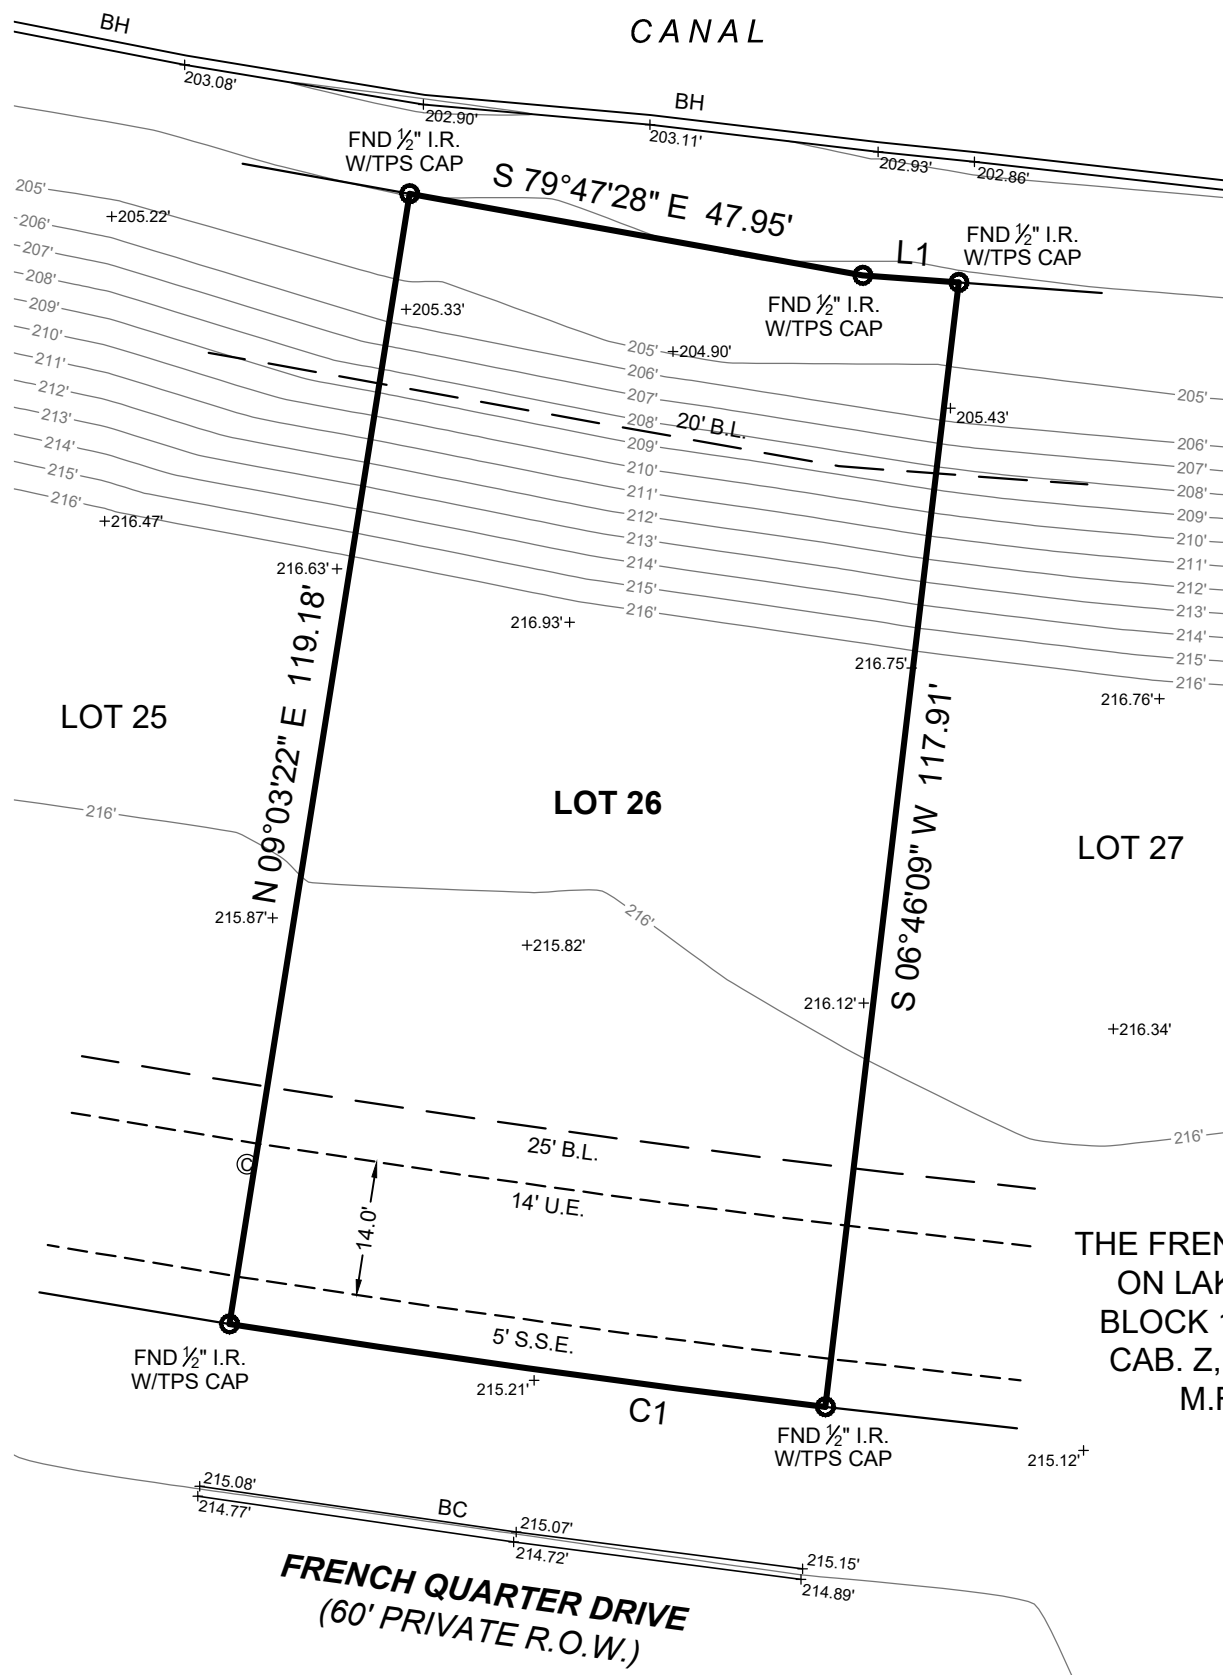 CANAL
BH
203.08'
202.90'
BH
203.11'
202.93'
202.86'
FND ½" I.R.
W/TPS CAP
S 79°47'28" E 47.95'
L1
FND ½" I.R.
W/TPS CAP
FND ½" I.R.
W/TPS CAP
205'
+205.22'
206'
207'
208'
209'
210'
211'
212'
213'
214'
215'
216'
+216.47'
+205.33'
205'
+204.90'
206'
207'
208'
20' B.L.
209'
210'
211'
212'
213'
214'
215'
216'
+205.43'
205'
206'
207'
208'
209'
210'
211'
212'
213'
214'
215'
216'
216.63'+
216.93'+
216.75'
216.76'+
N 09°03'22" E 119.18'
S 06°46'09" W 117.91'
LOT 25
LOT 26
LOT 27
216'
215.87'+
216'
+215.82'
216.12'+
+216.34'
216'
25' B.L.
14' U.E.
14.0'
©
5' S.S.E.
THE FREN
ON LAK
BLOCK 1
CAB. Z,
M.R
FND ½" I.R.
W/TPS CAP
215.21'+
C1
FND ½" I.R.
W/TPS CAP
215.12'+
215.08'
214.77'
BC
215.07'
214.72'
215.15'
214.89'
FRENCH QUARTER DRIVE
(60' PRIVATE R.O.W.)